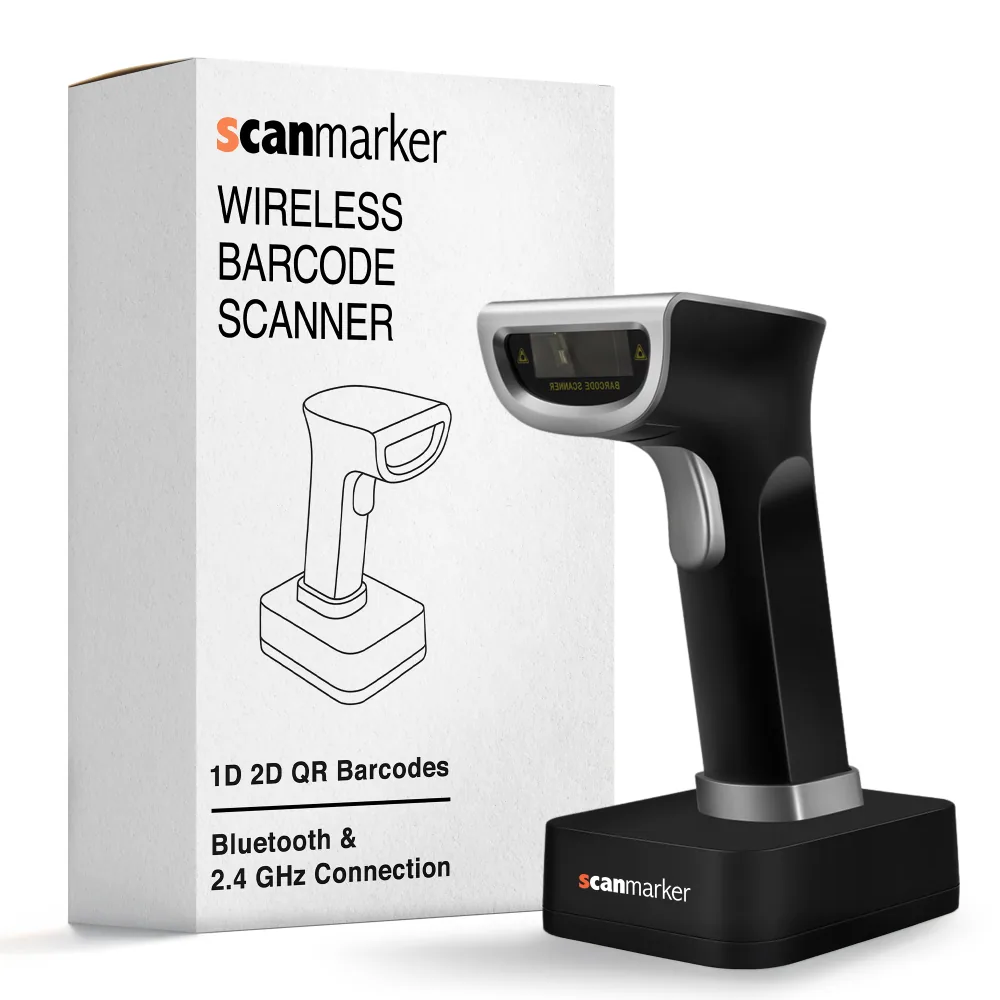 scanmarker
WIRELESS
BARCODE
SCANNER
1D 2D QR Barcodes
Bluetooth &
2.4 GHz Connection
BARCODE SCANNER
scanmarker